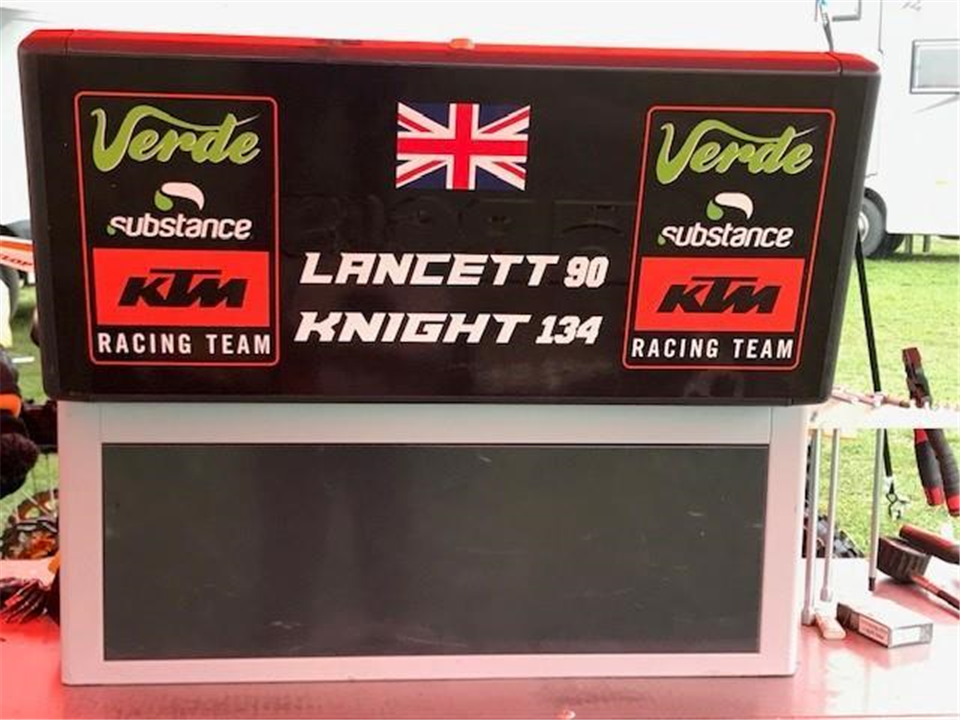 Verde
substance
KTM
RACING TEAM
LANCETT 90
KNIGHT 134
Verde
substance
KTM
RACING TEAM